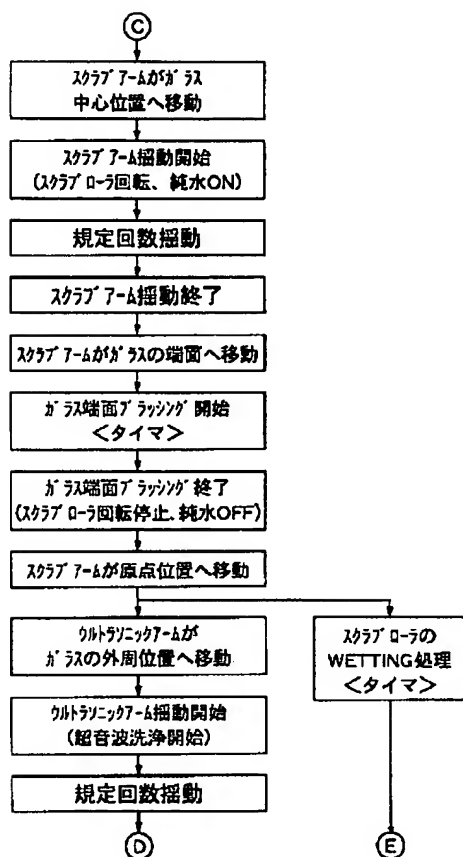 C
スクラブアームがガラス
中心位置へ移動
スクラブアーム揺動開始
(スクラブローラ回転、純水ON)
規定回数揺動
スクラブアーム揺動終了
スクラブアームがガラスの端面へ移動
ガラス端面ブラッシング開始
<タイマ>
ガラス端面ブラッシング終了
(スクラブローラ回転停止、純水OFF)
スクラブアームが原点位置へ移動
ウルトラソニックアームが
ガラスの外周位置へ移動
スクラブローラの
WETTING処理
<タイマ>
ウルトラソニックアーム揺動開始
(超音波洗浄開始)
規定回数揺動
D
E